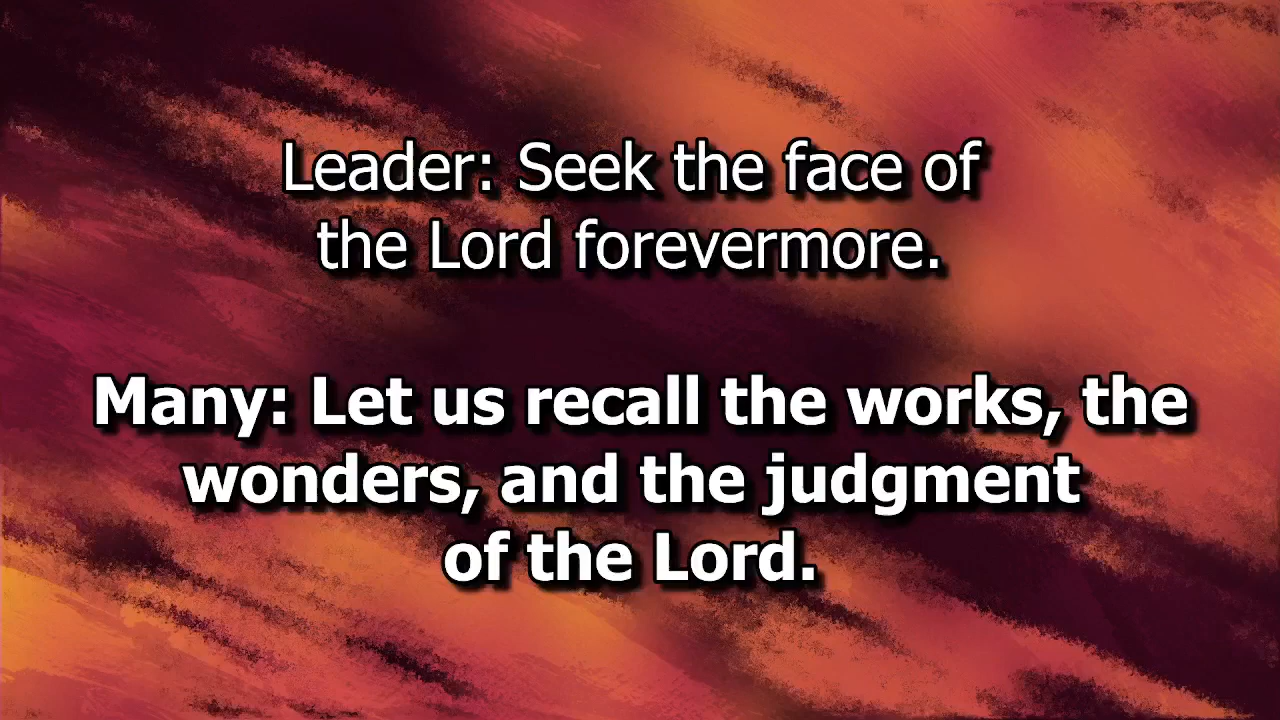 Leader: Seek the face of
the Lord forevermore.
Many: Let us recall the works, the
wonders, and the judgment
of the Lord.